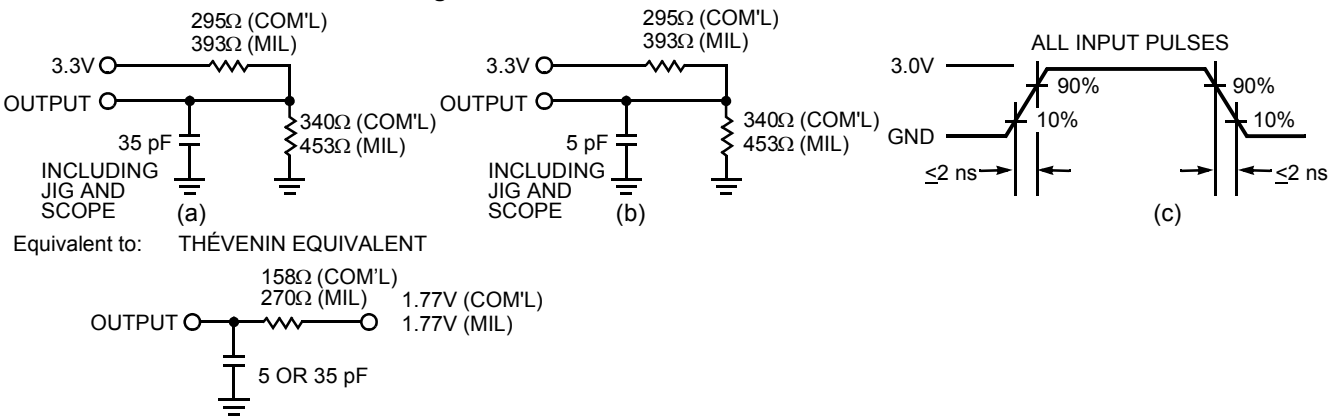 295Ω (COM'L)
393Ω (MIL)
3.3V
OUTPUT
340Ω (COM'L)
453Ω (MIL)
35 pF
INCLUDING
JIG AND
SCOPE
(a)
295Ω (COM'L)
393Ω (MIL)
3.3V
OUTPUT
340Ω (COM'L)
453Ω (MIL)
5 pF
INCLUDING
JIG AND
SCOPE
(b)
ALL INPUT PULSES
3.0V
90%
90%
10%
10%
GND
≤2 ns
≤2 ns
(c)
Equivalent to: THÉVENIN EQUIVALENT
158Ω (COM'L)
270Ω (MIL)
1.77V (COM'L)
1.77V (MIL)
OUTPUT
5 OR 35 pF